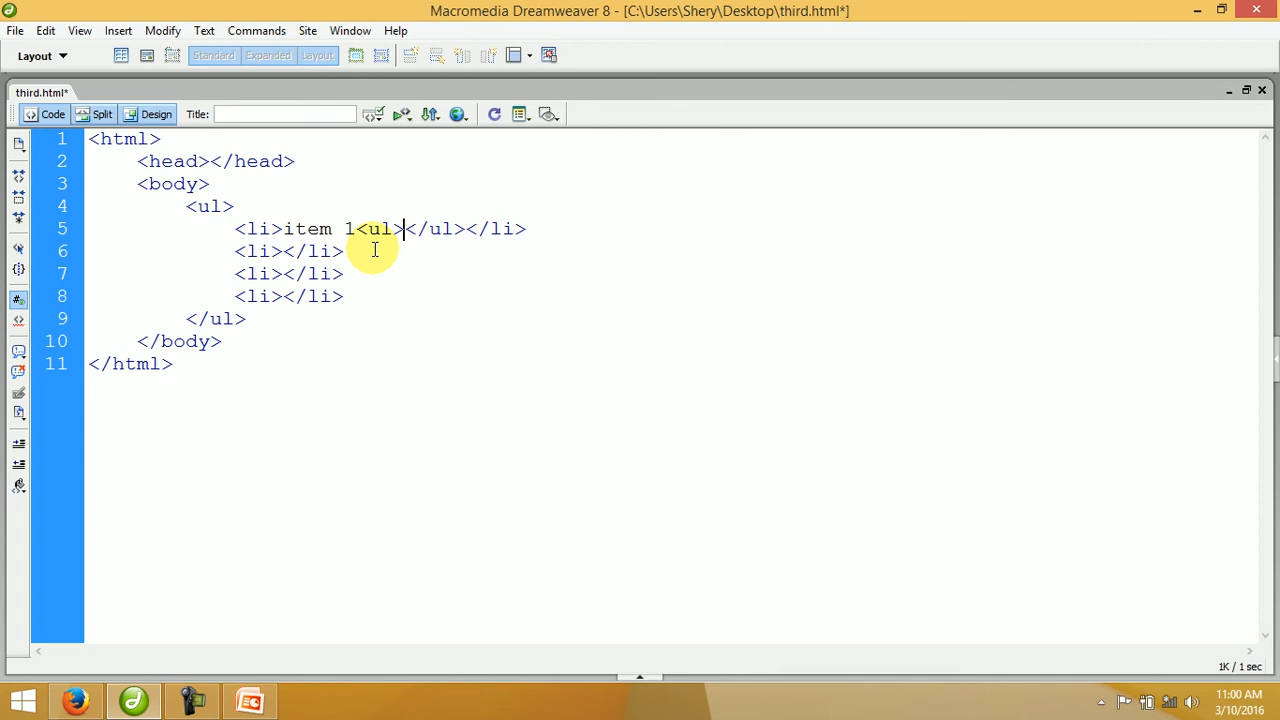 Macromedia Dreamweaver 8 - [C:\Users\Shery\Desktop\third.html*]
File Edit View Insert Modify Text Commands Site Window Help
Layout Standard Expanded Layout
third.html*
Code Split Design Title:
1 <html>
2 <head></head>
3 <body>
4 <ul>
5 <li>item 1<ul></ul></li>
6 <li></li>
7 <li></li>
8 <li></li>
9 </ul>
10 </body>
11 </html>
1K / 1 sec
11:00 AM
3/10/2016